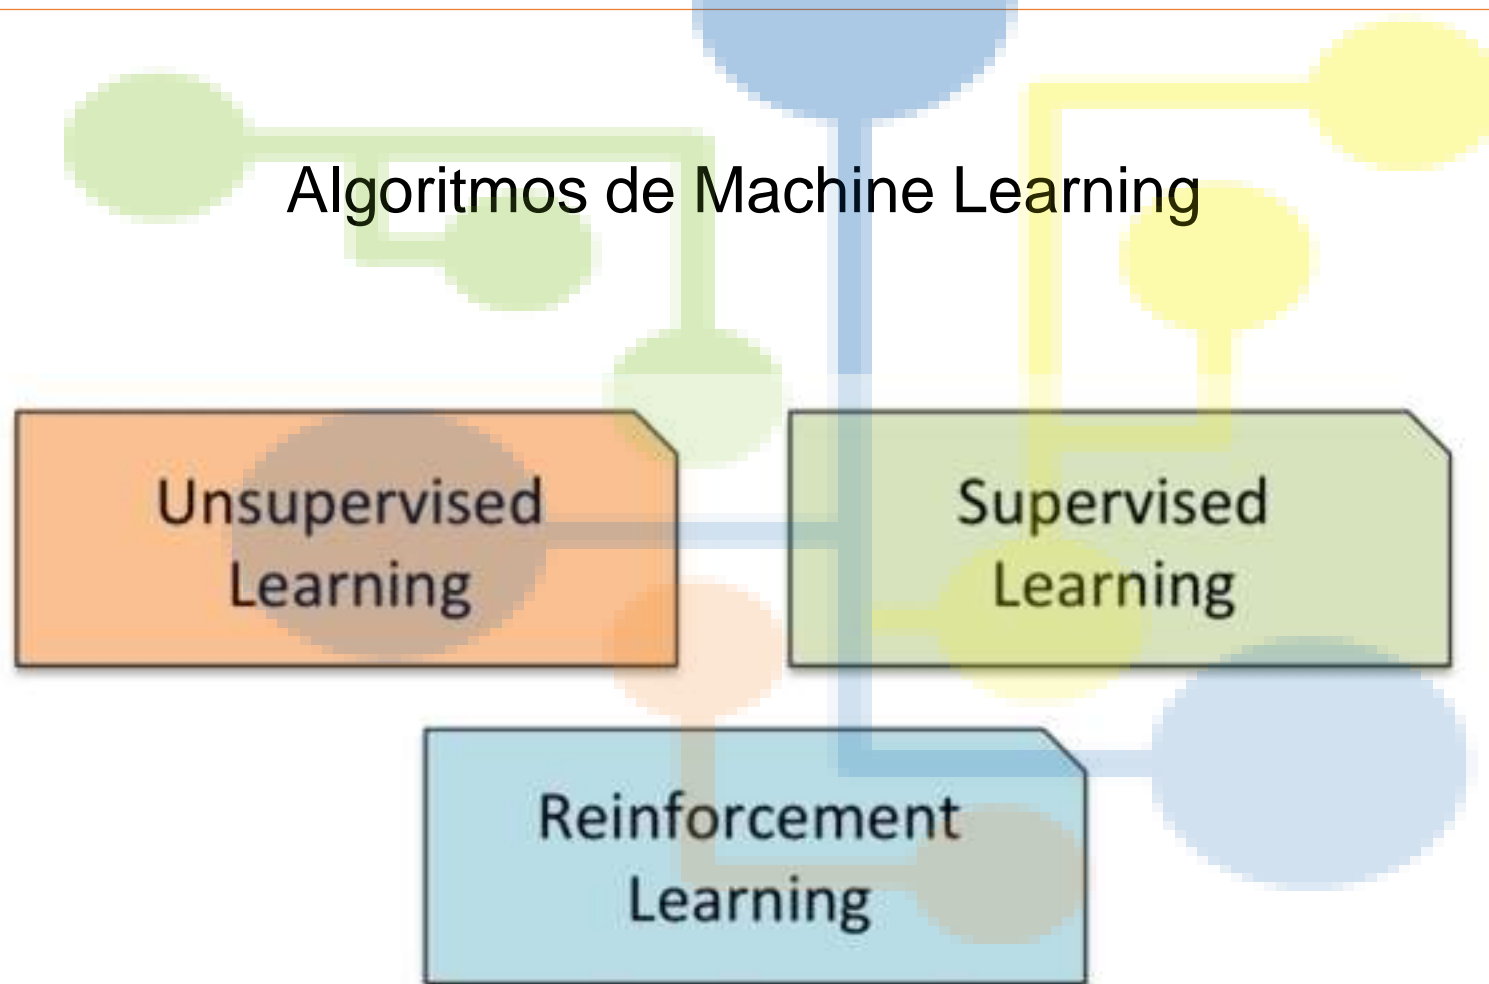 Algoritmos de Machine Learning
Unsupervised
Learning
Supervised
Learning
Reinforcement
Learning